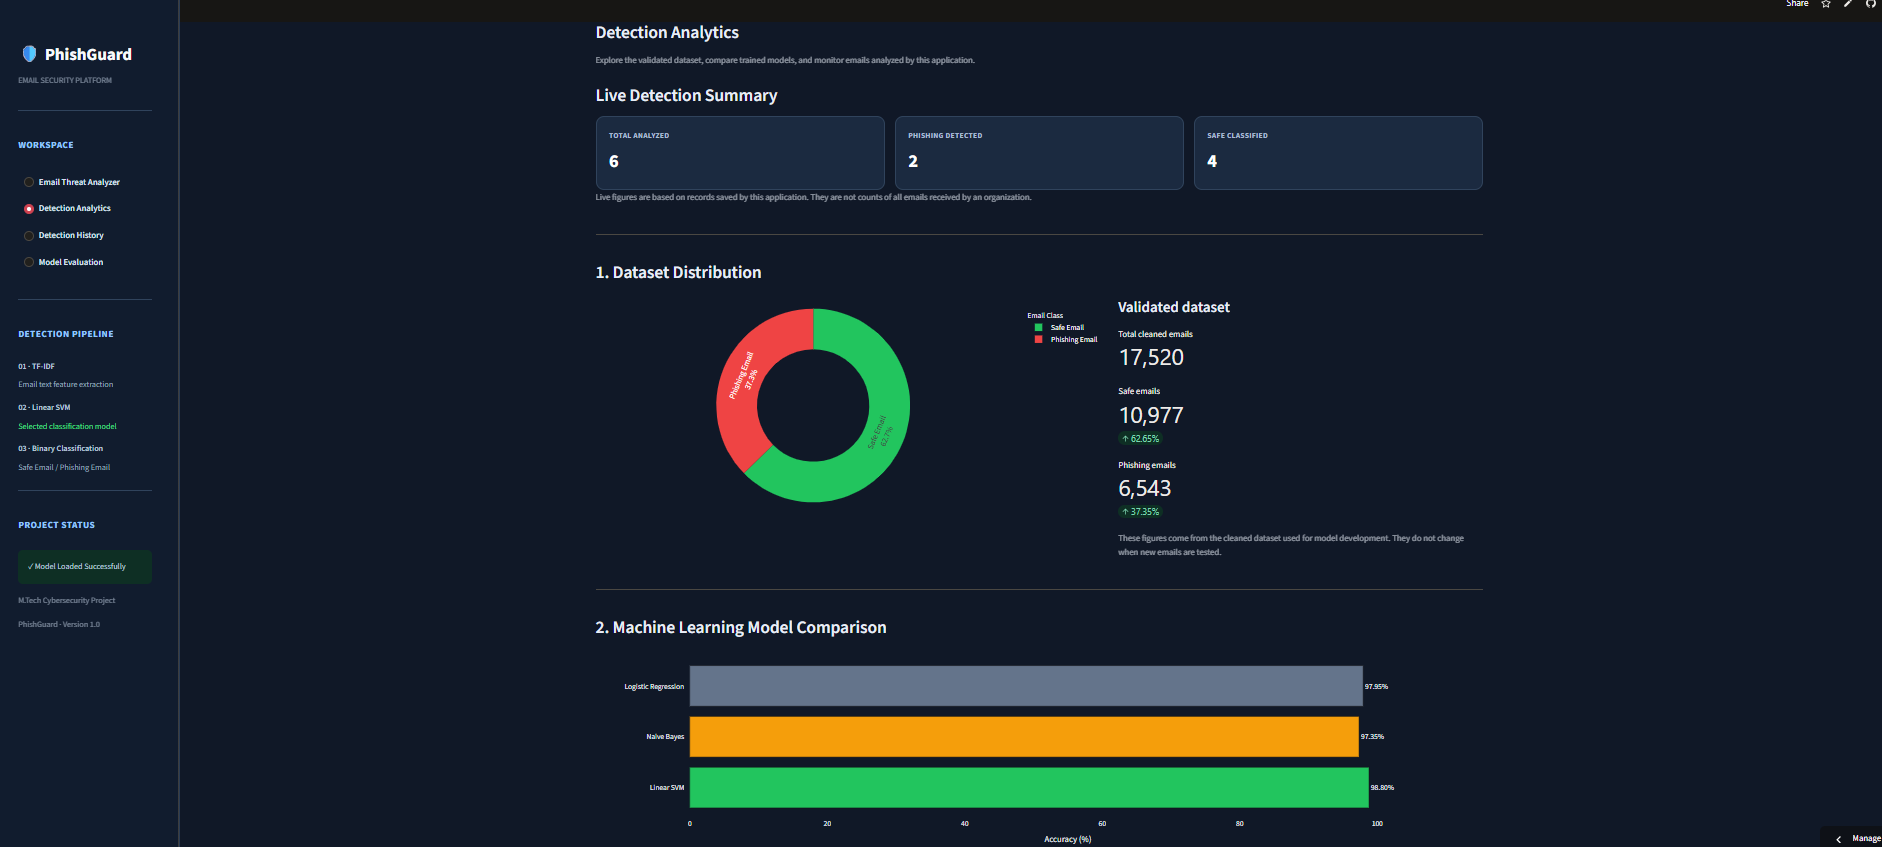 Share
PhishGuard
EMAIL SECURITY PLATFORM
WORKSPACE
Email Threat Analyzer
Detection Analytics
Detection History
Model Evaluation
DETECTION PIPELINE
01 · TF-IDF
Email text feature extraction
02 · Linear SVM
Selected classification model
03 · Binary Classification
Safe Email / Phishing Email
PROJECT STATUS
✓ Model Loaded Successfully
M.Tech Cybersecurity Project
PhishGuard · Version 1.0
Detection Analytics
Explore the validated dataset, compare trained models, and monitor emails analyzed by this application.
Live Detection Summary
TOTAL ANALYZED
6
PHISHING DETECTED
2
SAFE CLASSIFIED
4
Live figures are based on records saved by this application. They are not counts of all emails received by an organization.
1. Dataset Distribution
Phishing Email
37.3%
Safe Email
62.7%
Email Class
Safe Email
Phishing Email
Validated dataset
Total cleaned emails
17,520
Safe emails
10,977
↑ 62.65%
Phishing emails
6,543
↑ 37.35%
These figures come from the cleaned dataset used for model development. They do not change
when new emails are tested.
2. Machine Learning Model Comparison
Logistic Regression
97.95%
Naive Bayes
97.35%
Linear SVM
98.80%
0
20
40
60
80
100
Accuracy (%)
Manage